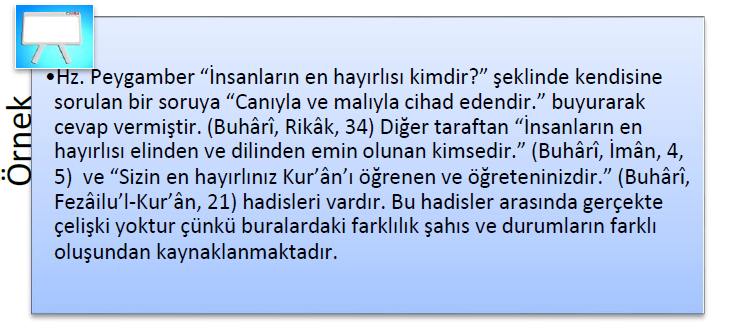 Örnek
•Hz. Peygamber “İnsanların en hayırlısı kimdir?” şeklinde kendisine
sorulan bir soruya “Canıyla ve malıyla cihad edendir.” buyurarak
cevap vermiştir. (Buhârî, Rikâk, 34) Diğer taraftan “İnsanların en
hayırlısı elinden ve dilinden emin olunan kimsedir.” (Buhârî, İmân, 4,
5) ve “Sizin en hayırlınız Kur’ân’ı öğrenen ve öğreteninizdir.” (Buhârî,
Fezâilu’l-Kur’ân, 21) hadisleri vardır. Bu hadisler arasında gerçekte
çelişki yoktur çünkü buralardaki farklılık şahıs ve durumların farklı
oluşundan kaynaklanmaktadır.